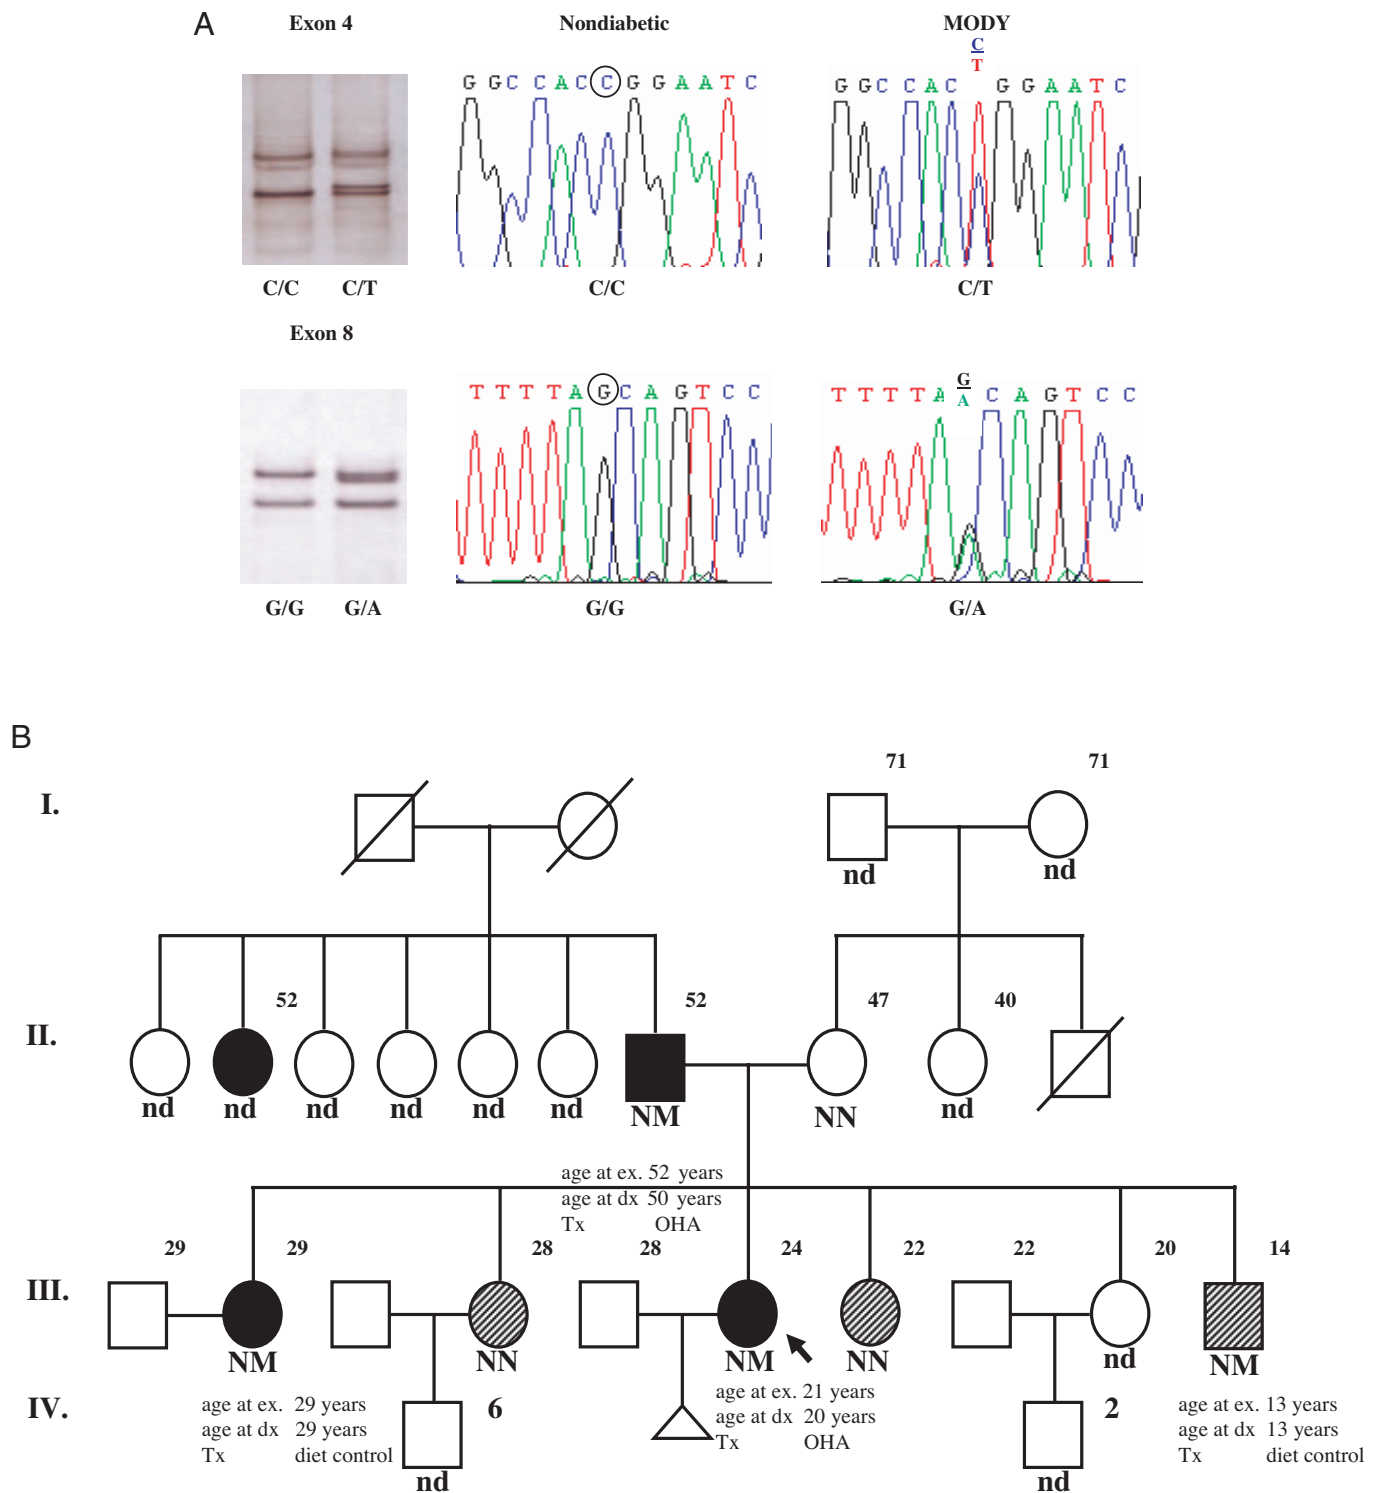 A
Exon 4
Nondiabetic
MODY
C
T
G G C C A C C G G A A T C
G G C C A C G G A A T C
C/C C/T
C/C
C/T
Exon 8
G
A
T T T T A G C A G T C C
T T T T A C A G T C C
G/G G/A
G/G
G/A
B
71 71
I.
nd nd
52 52 47 40
II.
nd nd nd nd nd nd NM NN nd
age at ex. 52 years
age at dx 50 years
Tx OHA
29 29 28 28 24 22 22 20 14
III.
NM NN NM NN nd NM
IV.
6
2
age at ex. 29 years
age at dx 29 years
Tx diet control
age at ex. 21 years
age at dx 20 years
Tx OHA
age at ex. 13 years
age at dx 13 years
Tx diet control
nd nd